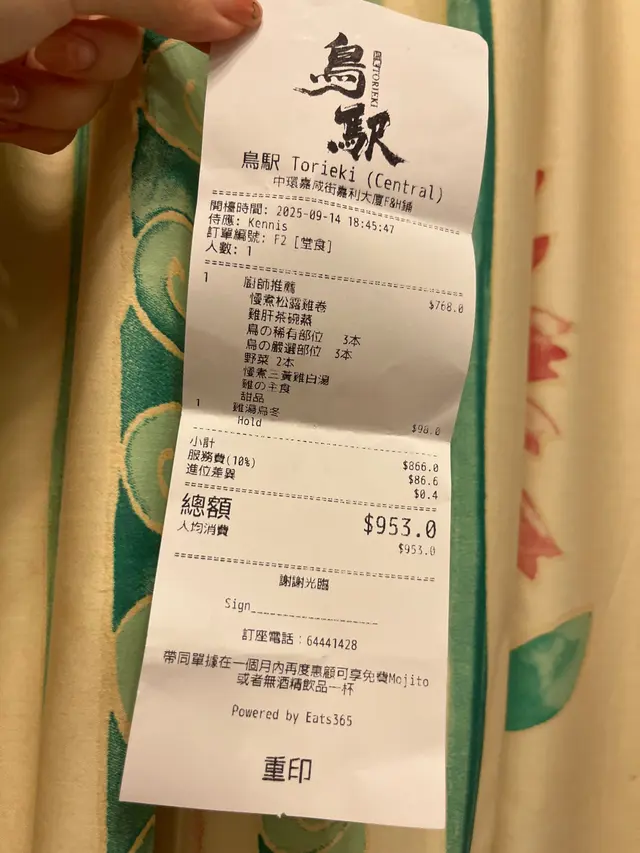 鳥駅
TORIEKI
鳥駅 Torieki (Central)
中環嘉咸街嘉利大廈F&H舖
開檯時間: 2025-09-14 18:45:47
侍應: Kennis
訂單編號: F2 [堂食]
人數: 1
1 廚師推薦 $768.0
慢煮松露雞卷
雞肝茶碗蒸
鳥の稀有部位 3本
鳥の嚴選部位 3本
野菜 2本
慢煮三黃雞白湯
雞の主食
甜品
1 雞湯烏冬 $98.0
Hold
小計 $866.0
服務費(10%) $86.6
進位差異 $0.4
總額 $953.0
人均消費 $953.0
謝謝光臨
Sign____________________
訂座電話：64441428
帶同單據在一個月內再度惠顧可享免費Mojito
或者無酒精飲品一杯
Powered by Eats365
重印